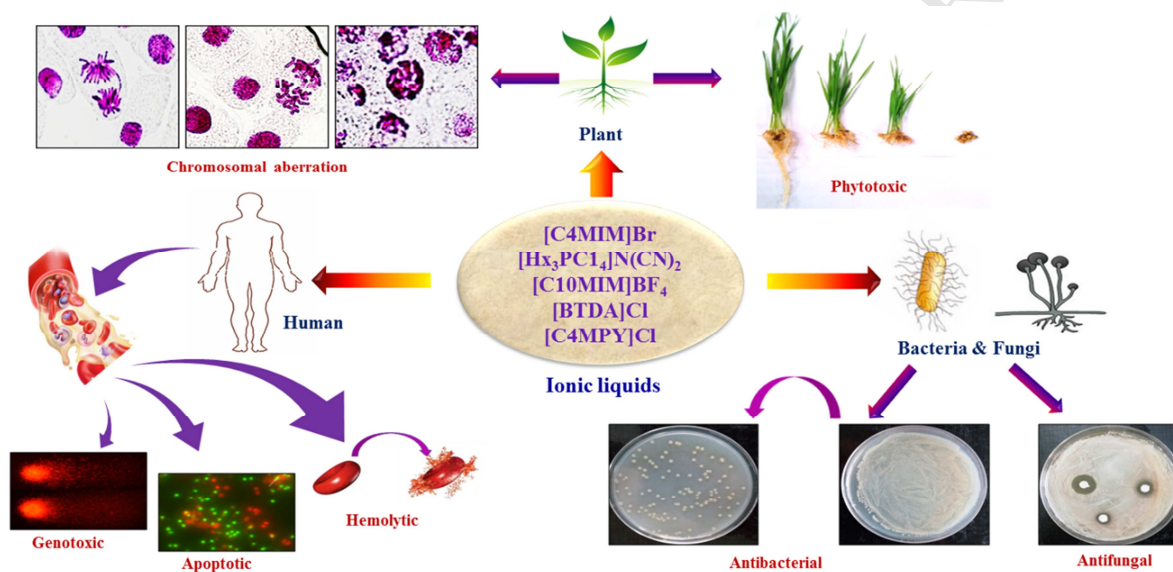 Plant
Chromosomal aberration
Phytotoxic
[C4MIM]Br
[Hx₃PC1₄]N(CN)₂
[C10MIM]BF₄
[BTDA]Cl
[C4MPY]Cl
Ionic liquids
Human
Bacteria & Fungi
Hemolytic
Genotoxic
Apoptotic
Antibacterial
Antifungal